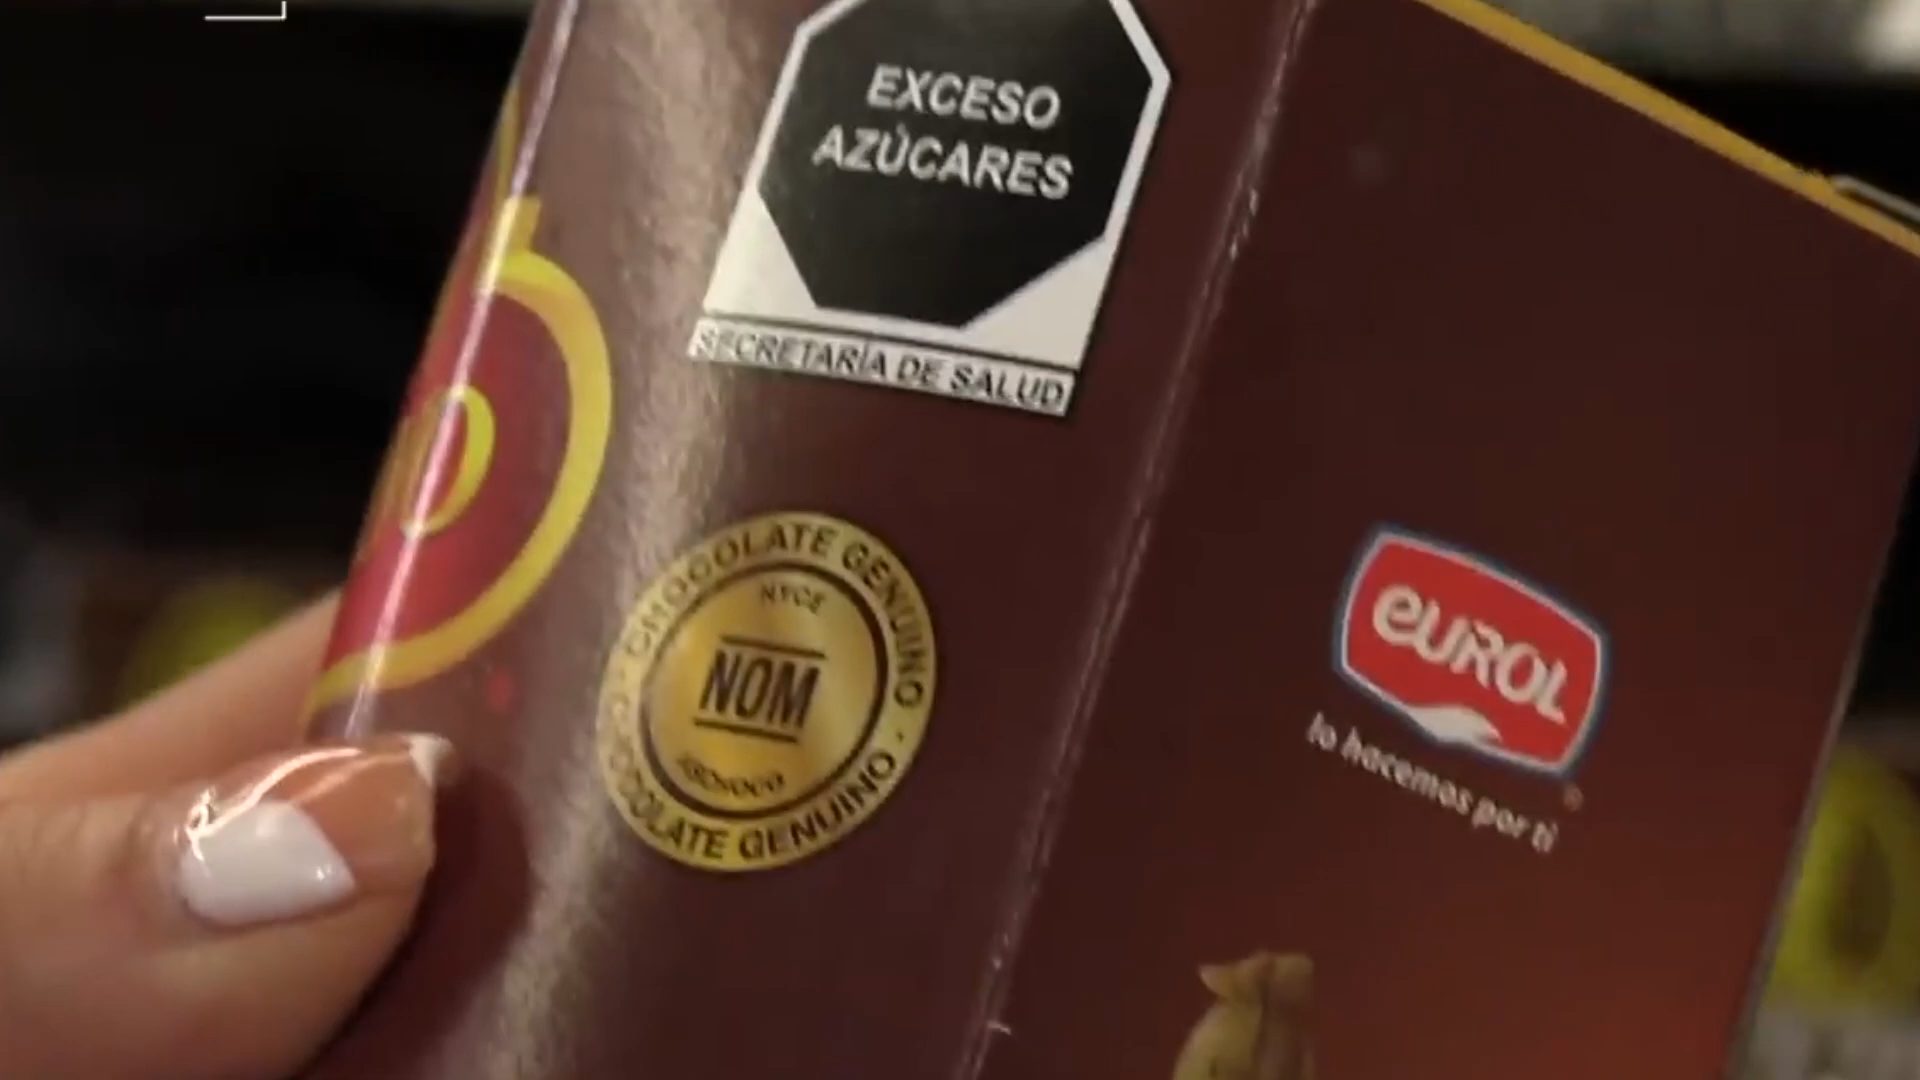 EXCESO
AZÚCARES
SECRETARÍA DE SALUD
CHOCOLATE GENUINO
NYCE
NOM
CHOCOLATE GENUINO
eUROL
lo hacemos por ti